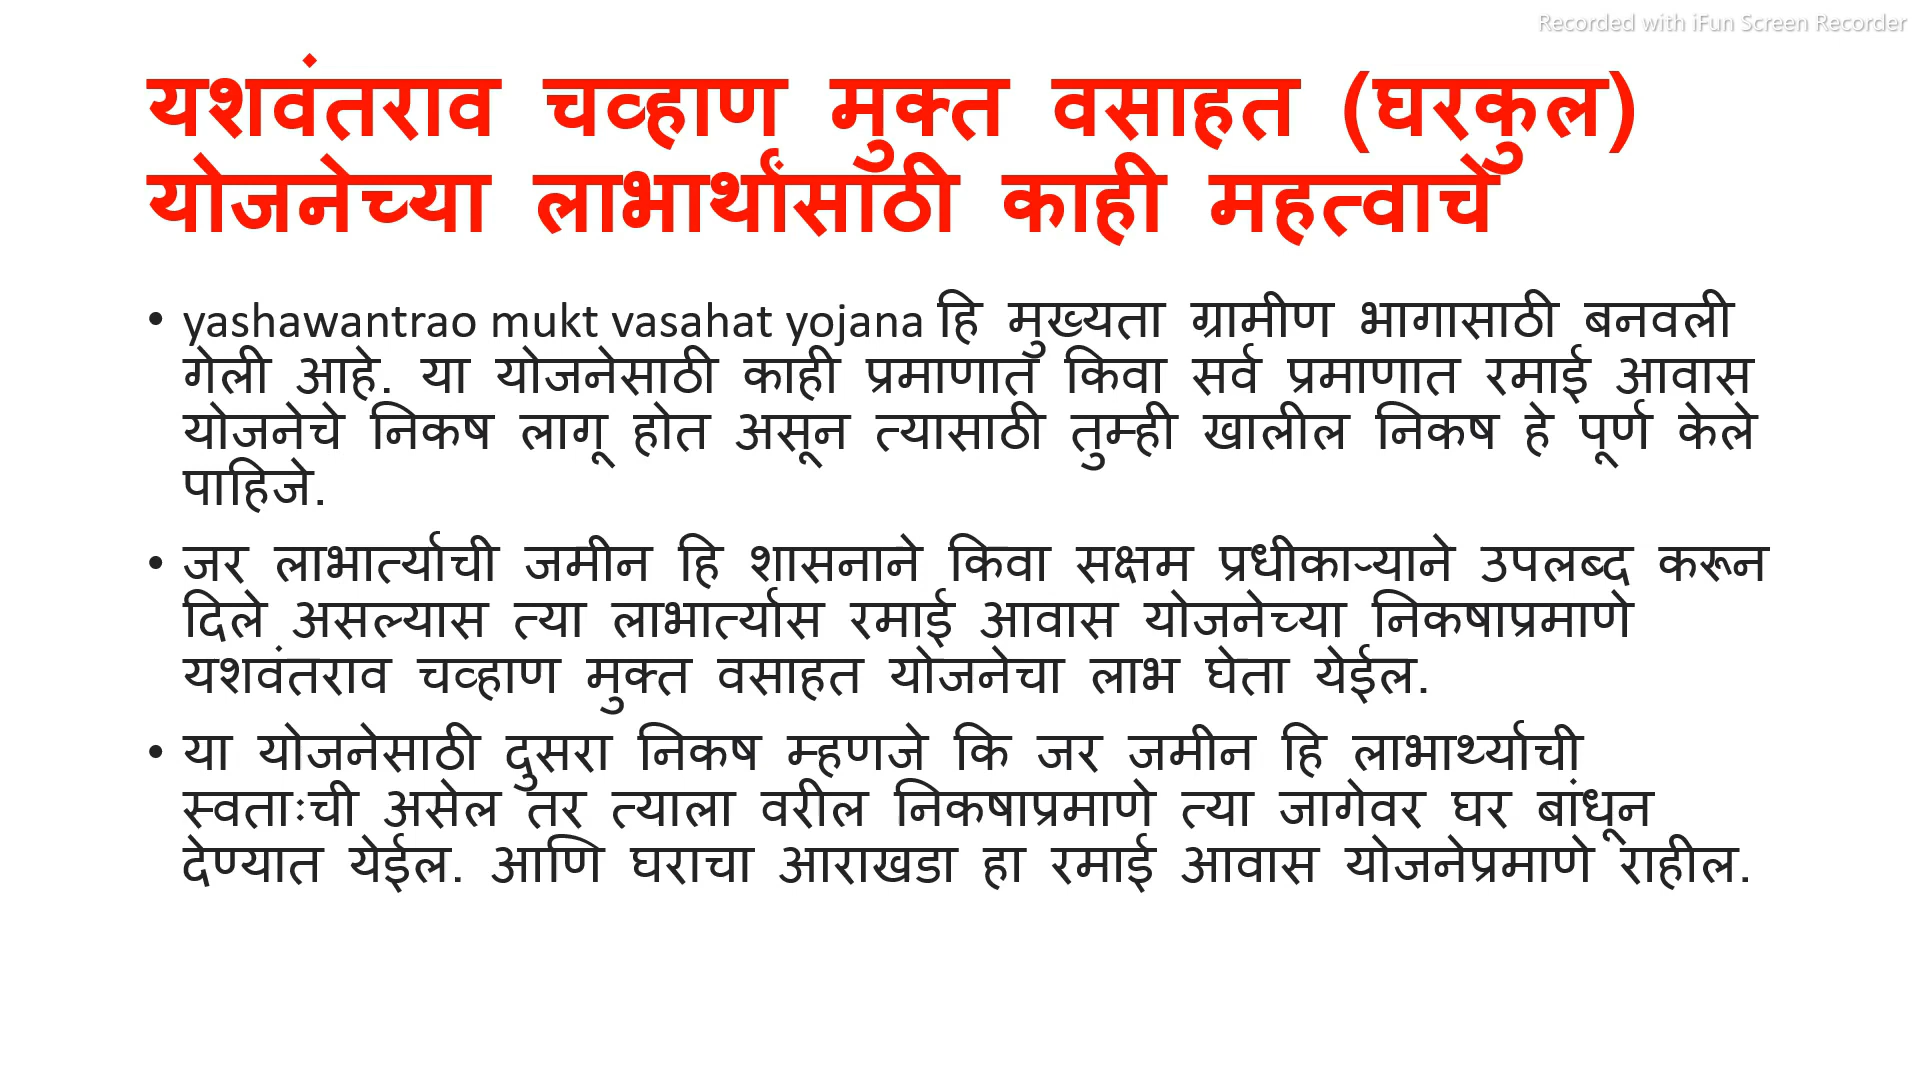 Recorded with iFun Screen Recorder
यशवंतराव चव्हाण मुक्त वसाहत (घरकुल)
योजनेच्या लाभार्थांसाठी काही महत्वाचे
• yashawantrao mukt vasahat yojana हि मुख्यता ग्रामीण भागासाठी बनवली
गेली आहे. या योजनेसाठी काही प्रमाणात किवा सर्व प्रमाणात रमाई आवास
योजनेचे निकष लागू होत असून त्यासाठी तुम्ही खालील निकष हे पूर्ण केले
पाहिजे.
• जर लाभार्त्याची जमीन हि शासनाने किवा सक्षम प्रधीकाऱ्याने उपलब्द करून
दिले असल्यास त्या लाभार्त्यास रमाई आवास योजनेच्या निकषाप्रमाणे
यशवंतराव चव्हाण मुक्त वसाहत योजनेचा लाभ घेता येईल.
• या योजनेसाठी दुसरा निकष म्हणजे कि जर जमीन हि लाभार्थ्याची
स्वताःची असेल तर त्याला वरील निकषाप्रमाणे त्या जागेवर घर बांधून
देण्यात येईल. आणि घराचा आराखडा हा रमाई आवास योजनेप्रमाणे राहील.